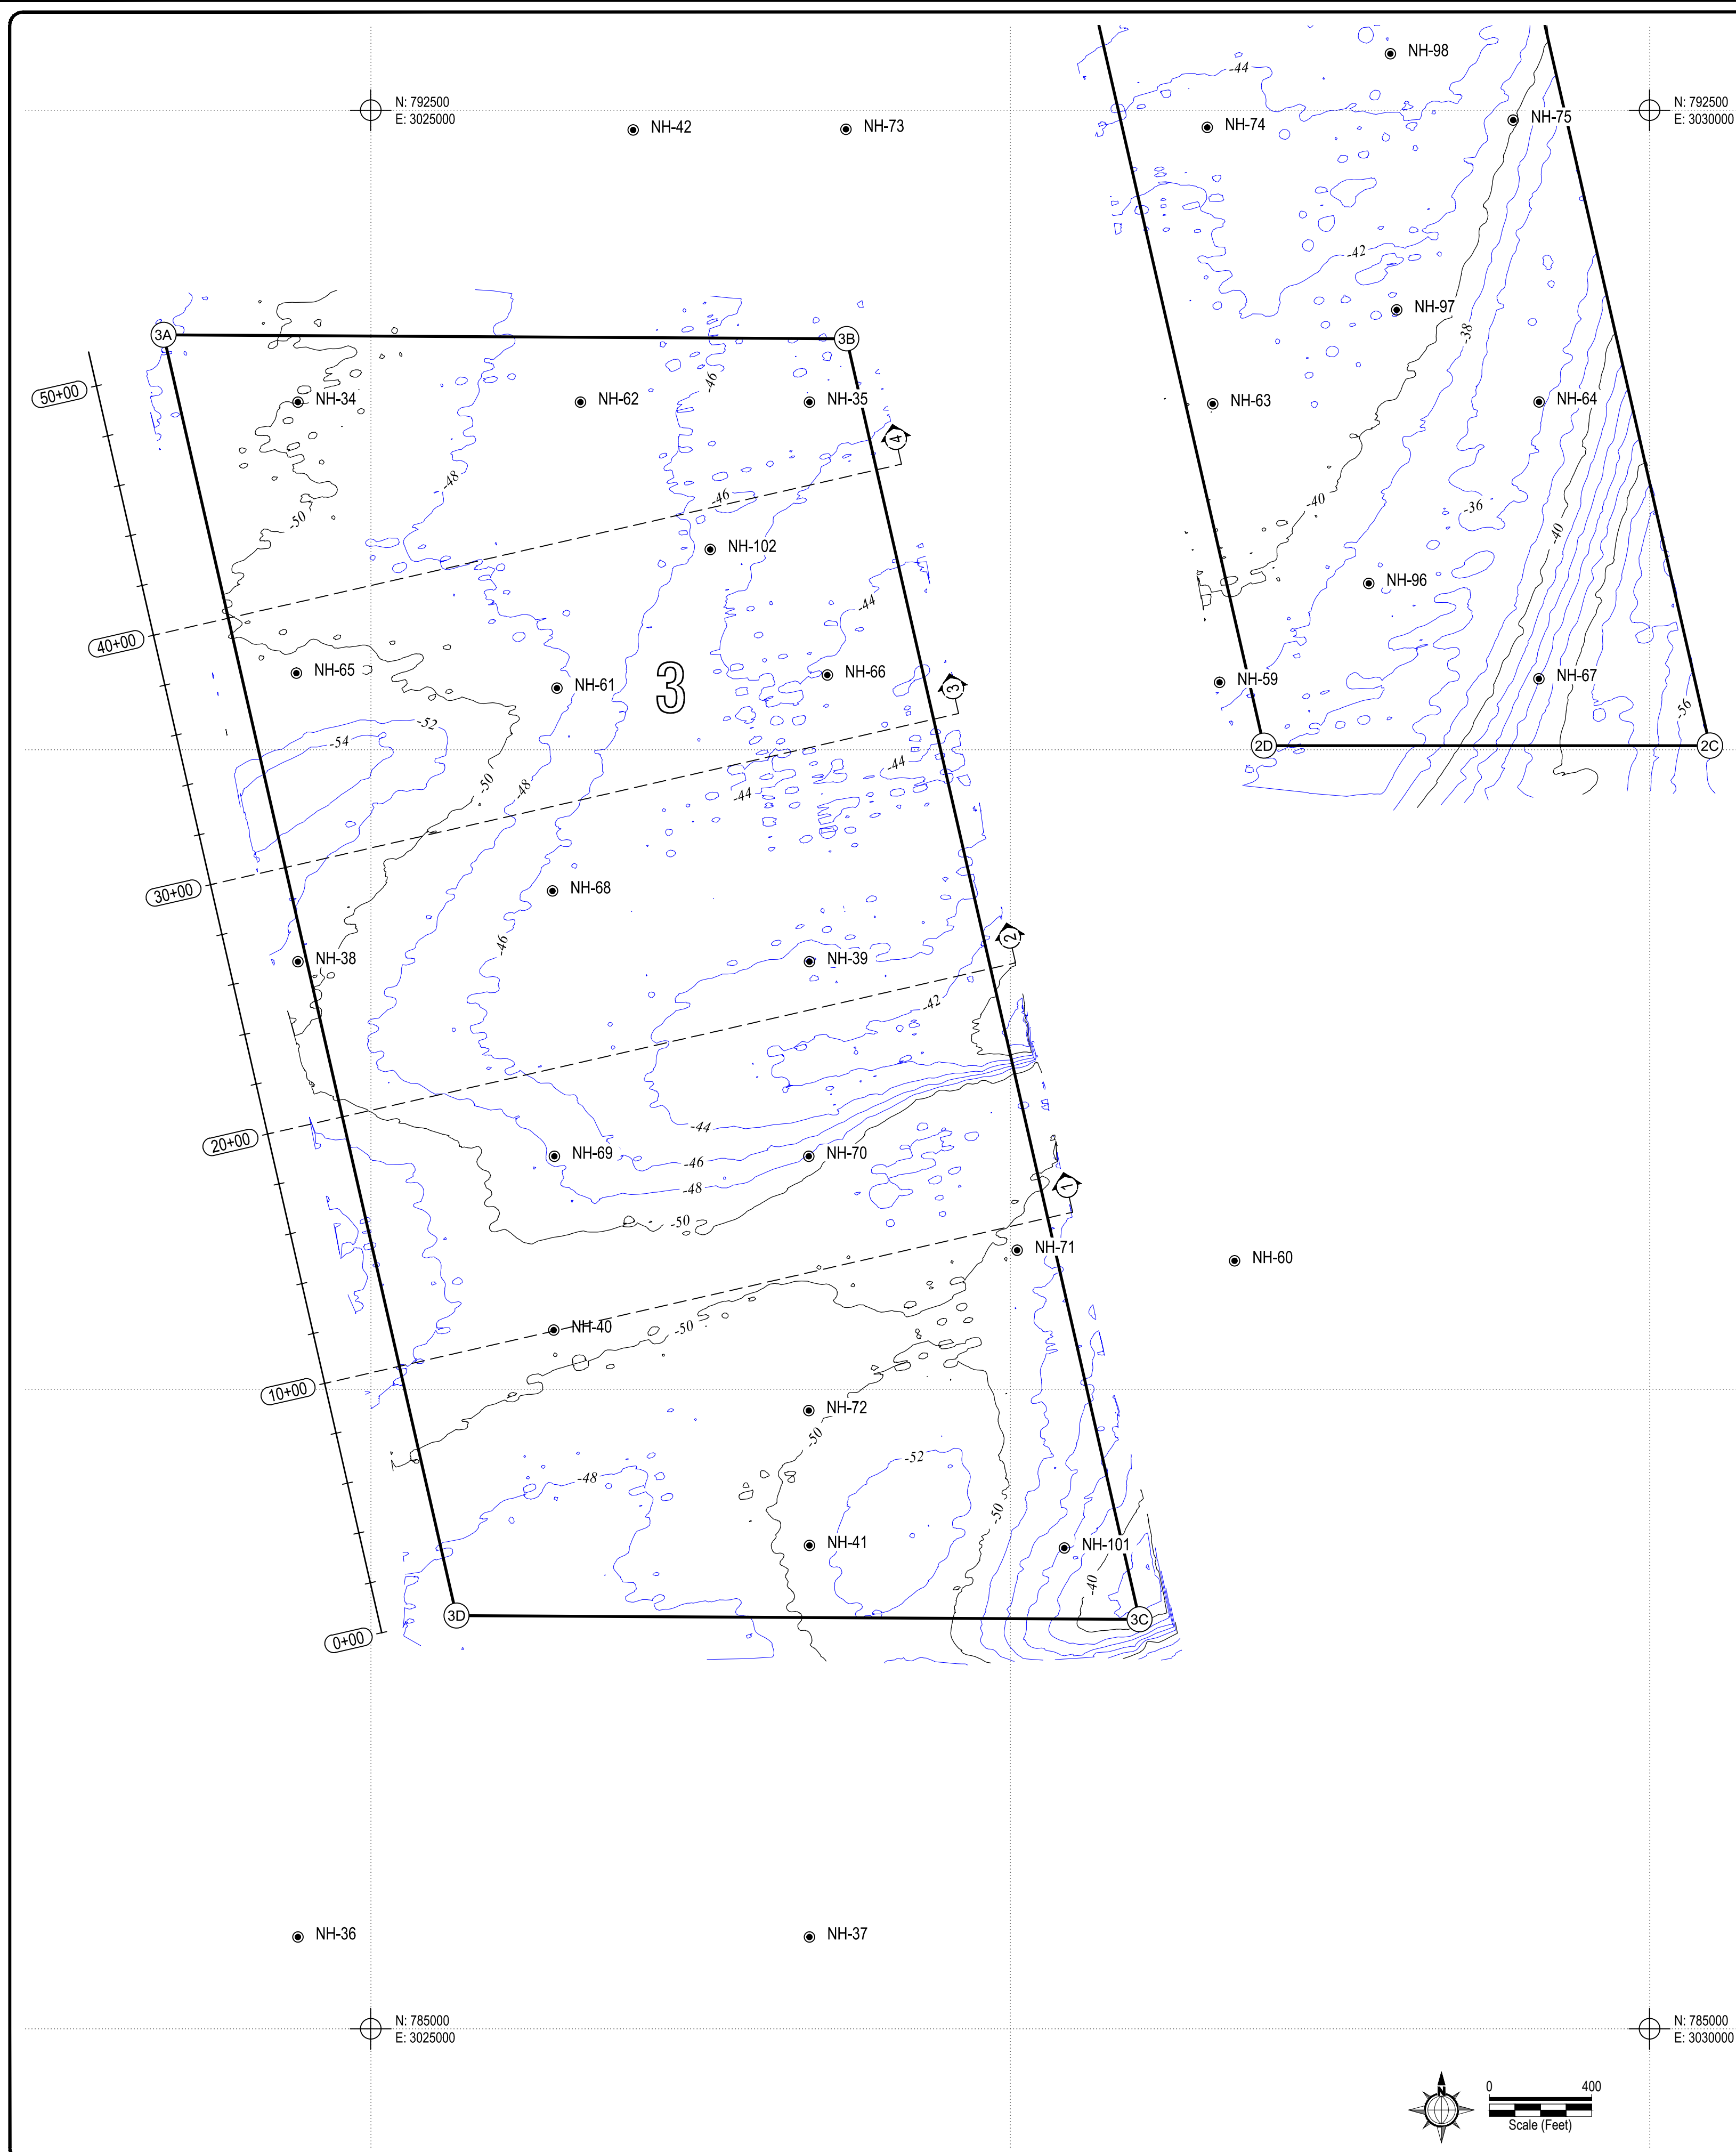 NH-98
-44
N: 792500
E: 3025000
N: 792500
E: 3030000
NH-42
NH-73
NH-74
NH-75
-42
NH-97
-38
3A
3B
-46
50+00
NH-34
NH-62
NH-35
NH-63
NH-64
4
-48
-46
-40
-50
-36
-40
NH-102
NH-96
-44
40+00
NH-65
NH-61
3
NH-66
3
NH-59
NH-67
-56
-52
-54
2D
2C
-44
-50
-48
-44
30+00
NH-68
2
-46
NH-38
NH-39
-42
-44
20+00
NH-69
NH-70
-46
-48
1
-50
NH-71
NH-60
-50
NH-40
10+00
NH-72
-50
-52
-48
-50
NH-41
NH-101
-40
3D
3C
0+00
NH-36
NH-37
N: 785000
E: 3025000
N: 785000
E: 3030000
N
0 400
Scale (Feet)